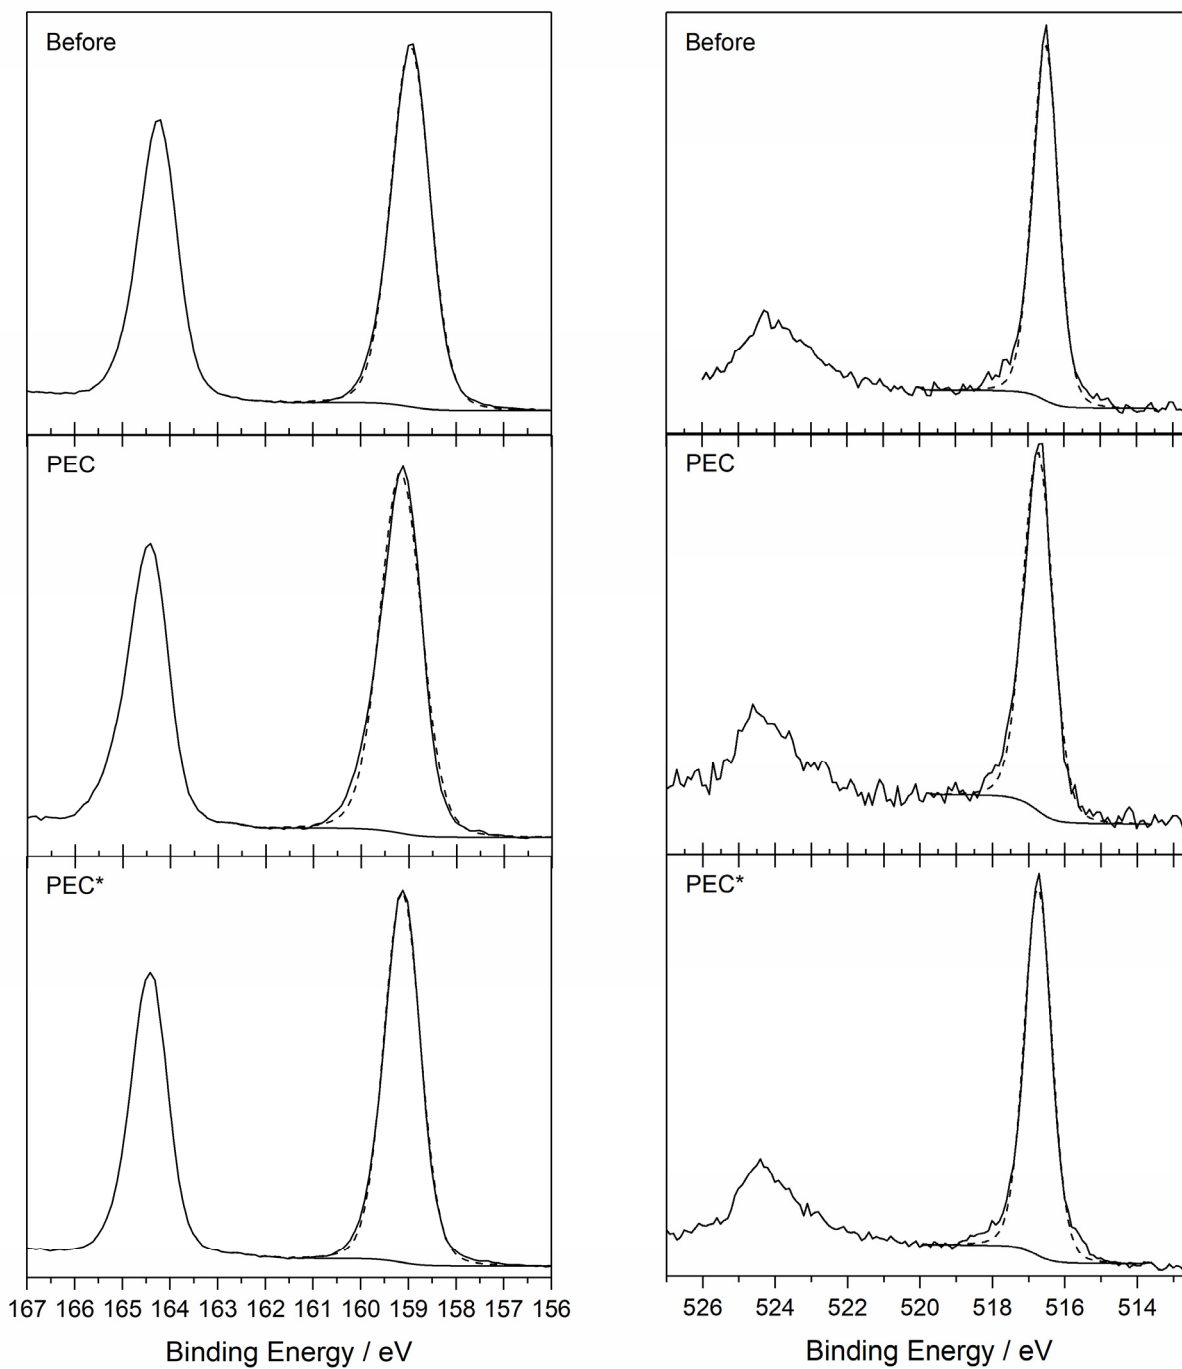 Before
PEC
PEC*
167 166 165 164 163 162 161 160 159 158 157 156
Binding Energy / eV
Before
PEC
PEC*
526 524 522 520 518 516 514
Binding Energy / eV